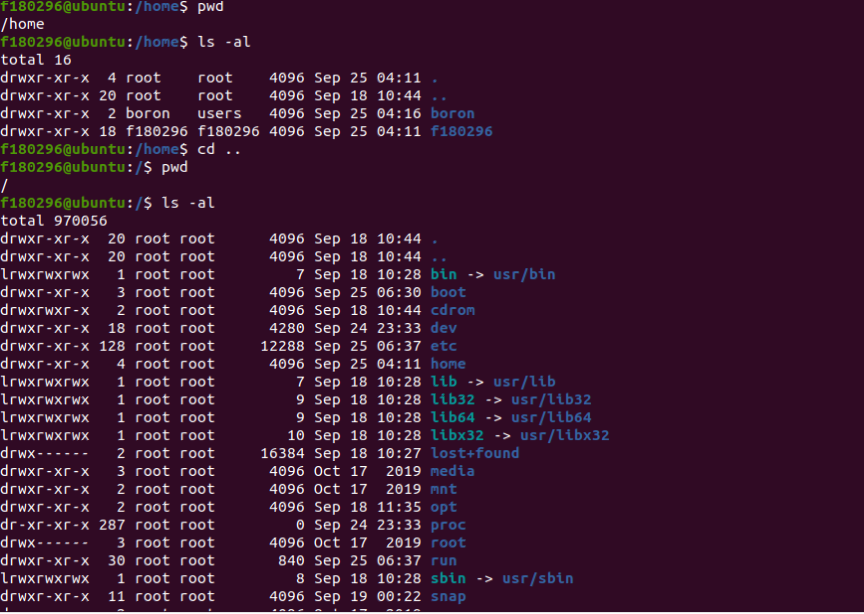 f180296@ubuntu:/home$ pwd
/home
f180296@ubuntu:/home$ ls -al
total 16
drwxr-xr-x  4 root    root    4096 Sep 25 04:11 .
drwxr-xr-x 20 root    root    4096 Sep 18 10:44 ..
drwxr-xr-x  2 boron   users   4096 Sep 25 04:16 boron
drwxr-xr-x 18 f180296 f180296 4096 Sep 25 04:11 f180296
f180296@ubuntu:/home$ cd ..
f180296@ubuntu:/$ pwd
/
f180296@ubuntu:/$ ls -al
total 970056
drwxr-xr-x  20 root root      4096 Sep 18 10:44 .
drwxr-xr-x  20 root root      4096 Sep 18 10:44 ..
lrwxrwxrwx   1 root root         7 Sep 18 10:28 bin -> usr/bin
drwxr-xr-x   3 root root      4096 Sep 25 06:30 boot
drwxrwxr-x   2 root root      4096 Sep 18 10:44 cdrom
drwxr-xr-x  18 root root      4280 Sep 24 23:33 dev
drwxr-xr-x 128 root root     12288 Sep 25 06:37 etc
drwxr-xr-x   4 root root      4096 Sep 25 04:11 home
lrwxrwxrwx   1 root root         7 Sep 18 10:28 lib -> usr/lib
lrwxrwxrwx   1 root root         9 Sep 18 10:28 lib32 -> usr/lib32
lrwxrwxrwx   1 root root         9 Sep 18 10:28 lib64 -> usr/lib64
lrwxrwxrwx   1 root root        10 Sep 18 10:28 libx32 -> usr/libx32
drwx------   2 root root     16384 Sep 18 10:27 lost+found
drwxr-xr-x   3 root root      4096 Oct 17  2019 media
drwxr-xr-x   2 root root      4096 Oct 17  2019 mnt
drwxr-xr-x   2 root root      4096 Sep 18 11:35 opt
dr-xr-xr-x 287 root root         0 Sep 24 23:33 proc
drwx------   3 root root      4096 Oct 17  2019 root
drwxr-xr-x  30 root root       840 Sep 25 06:37 run
lrwxrwxrwx   1 root root         8 Sep 18 10:28 sbin -> usr/sbin
drwxr-xr-x  11 root root      4096 Sep 19 00:22 snap